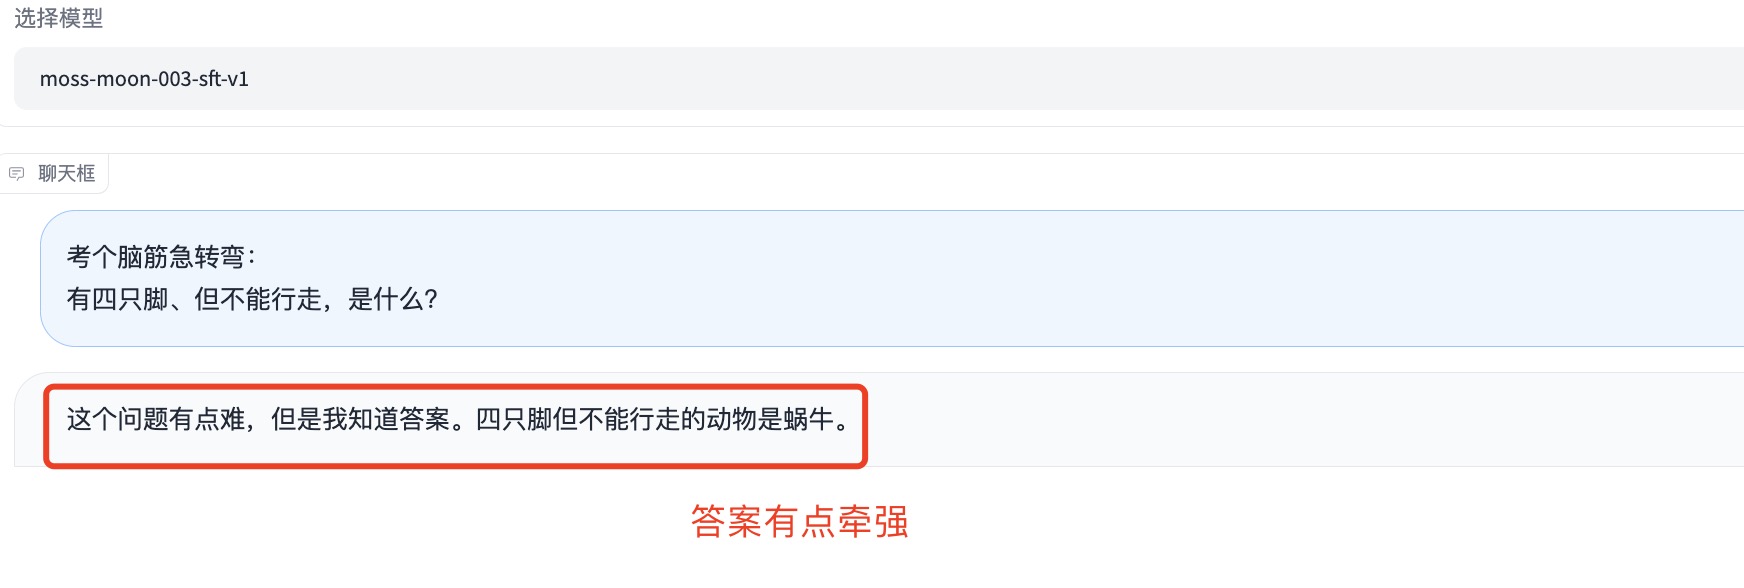 选择模型
moss-moon-003-sft-v1
聊天框
考个脑筋急转弯：
有四只脚、但不能行走，是什么？
这个问题有点难，但是我知道答案。四只脚但不能行走的动物是蜗牛。
答案有点牵强